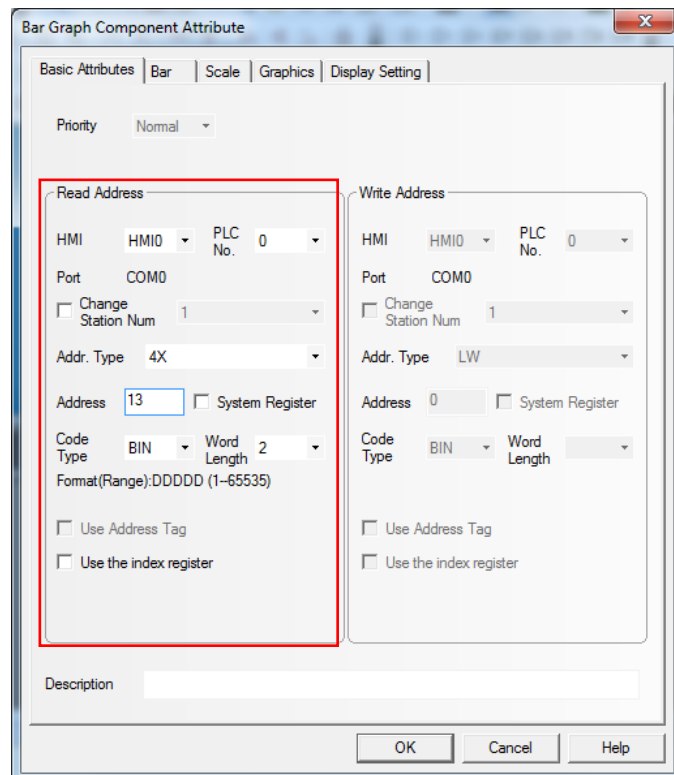 Bar Graph Component Attribute
Basic Attributes Bar Scale Graphics Display Setting
Priority Normal
Read Address
HMI HMI0 PLC No. 0
Port COM0
Change Station Num 1
Addr. Type 4X
Address 13 System Register
Code Type BIN Word Length 2
Format(Range):DDDDD (1--65535)
Use Address Tag
Use the index register
Write Address
HMI HMI0 PLC No. 0
Port COM0
Change Station Num 1
Addr. Type LW
Address 0 System Register
Code Type BIN Word Length
Use Address Tag
Use the index register
Description
OK Cancel Help